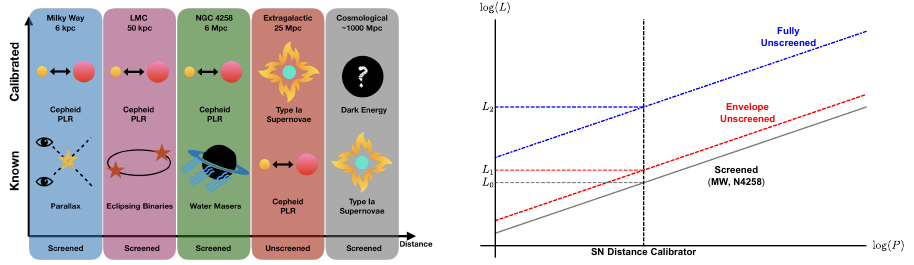 Milky Way
6 kpc
LMC
50 kpc
NGC 4258
6 Mpc
Extragalactic
25 Mpc
Cosmological
~1000 Mpc
Calibrated
Cepheid
PLR
Cepheid
PLR
Cepheid
PLR
Type Ia
Supernovae
?
Dark Energy
Known
Parallax
Eclipsing Binaries
Water Masers
Cepheid
PLR
Type Ia
Supernovae
Screened
Screened
Screened
Unscreened
Screened
Distance
log(L)
Fully
Unscreened
L₂
Envelope
Unscreened
L₁
L₀
Screened
(MW, N4258)
SN Distance Calibrator
log(P)